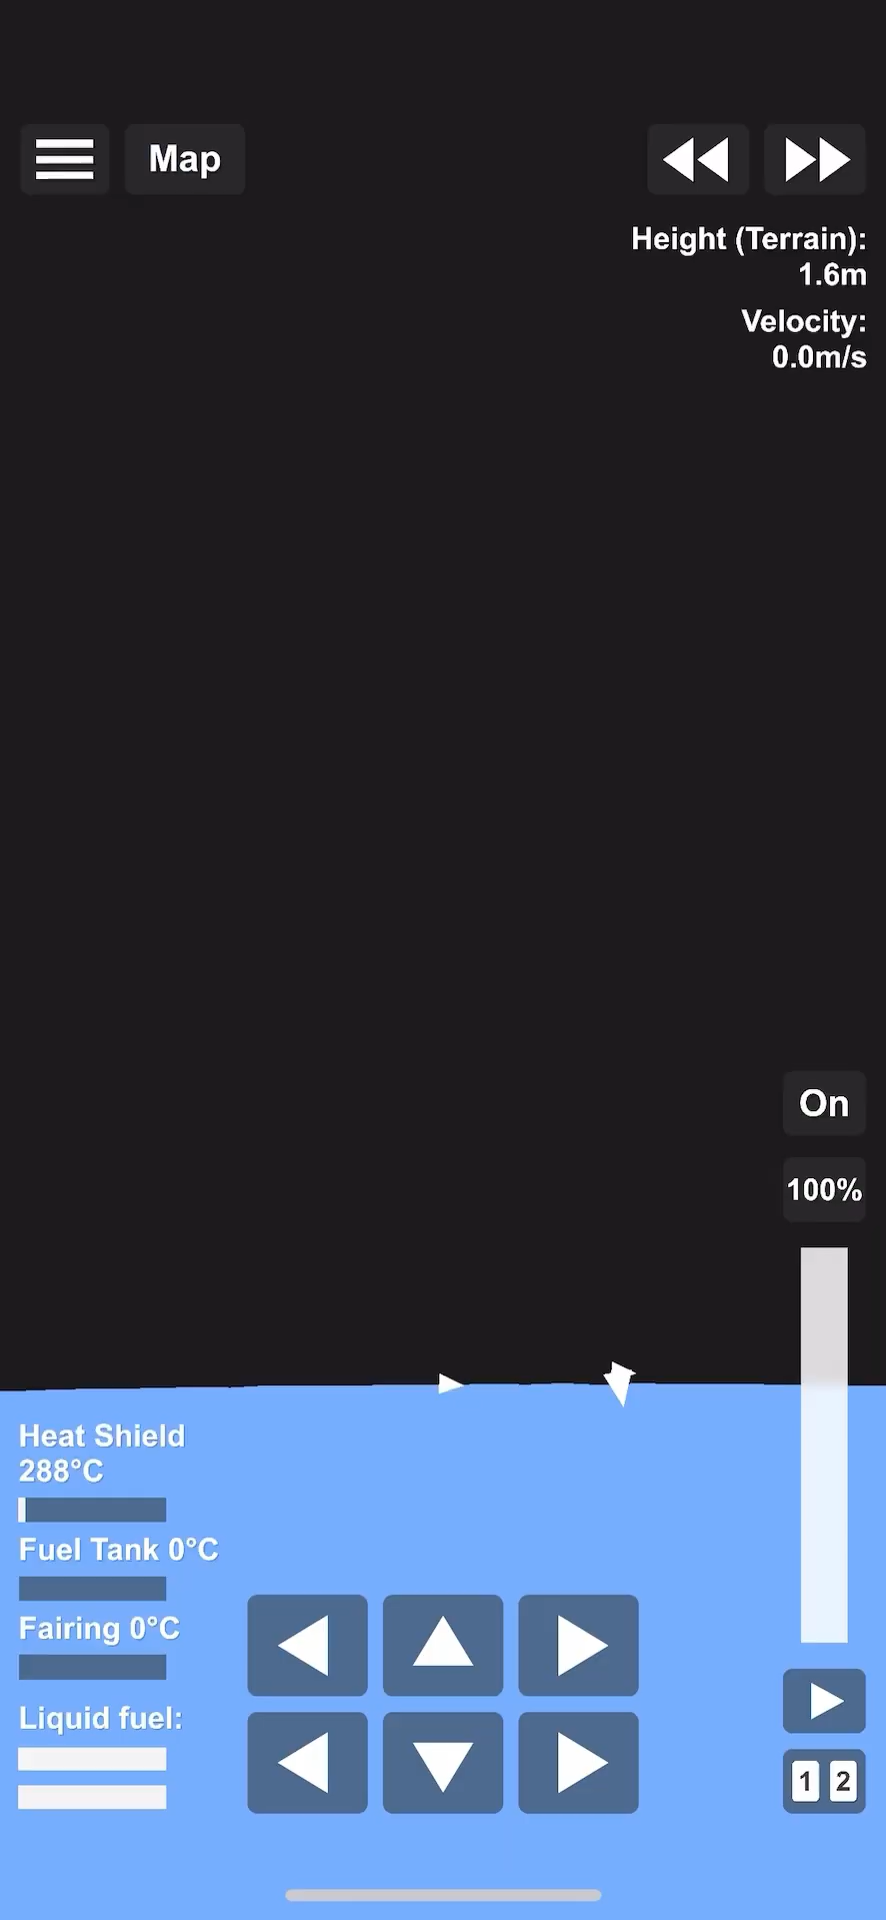 Map
Height (Terrain):
1.6m
Velocity:
0.0m/s
On
100%
Heat Shield
288°C
Fuel Tank 0°C
Fairing 0°C
Liquid fuel:
1 2